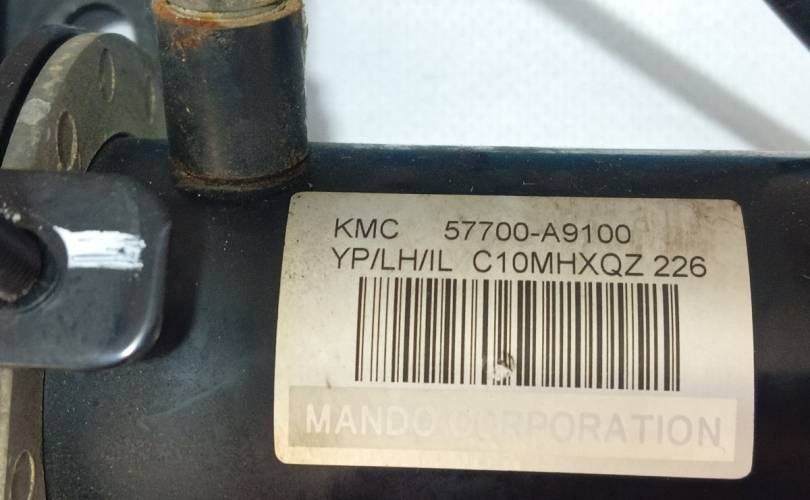 KMC 57700-A9100
YP/LH/IL C10MHXQZ 226
MANDO CORPORATION